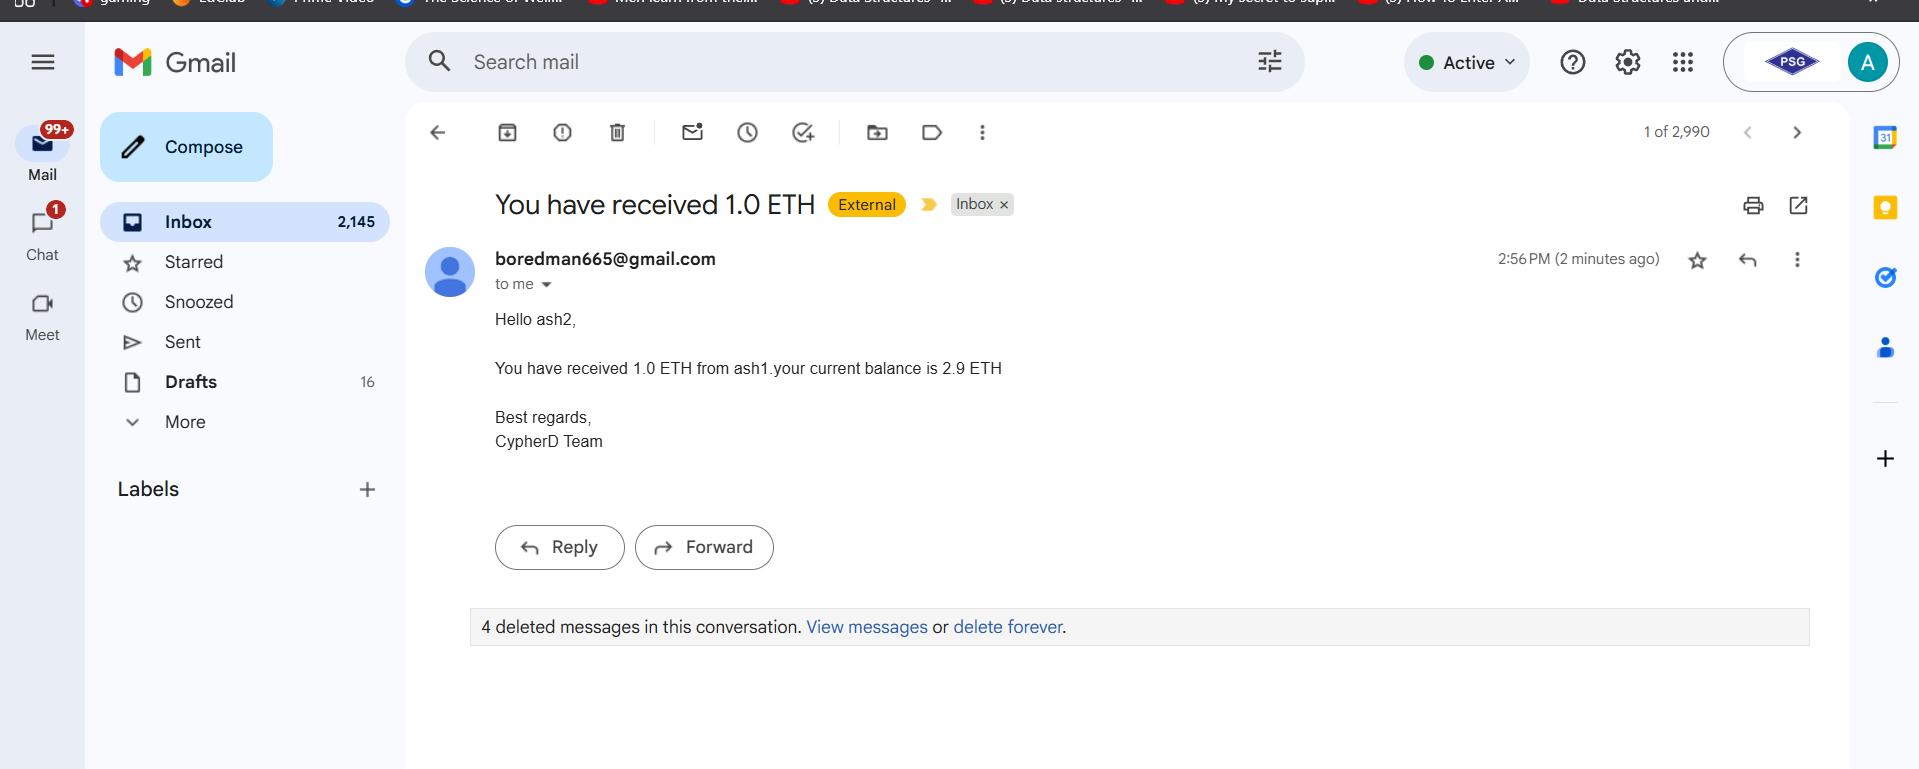 gaming
Prime Video
99+
Mail
1
Chat
Meet
Gmail
Compose
Inbox 2,145
Starred
Snoozed
Sent
Drafts 16
More
Labels
Search mail
Active
PSG
A
1 of 2,990
31
You have received 1.0 ETH External Inbox
boredman665@gmail.com 2:56 PM (2 minutes ago)
to me
Hello ash2,
You have received 1.0 ETH from ash1.your current balance is 2.9 ETH
Best regards,
CypherD Team
Reply Forward
4 deleted messages in this conversation. View messages or delete forever.